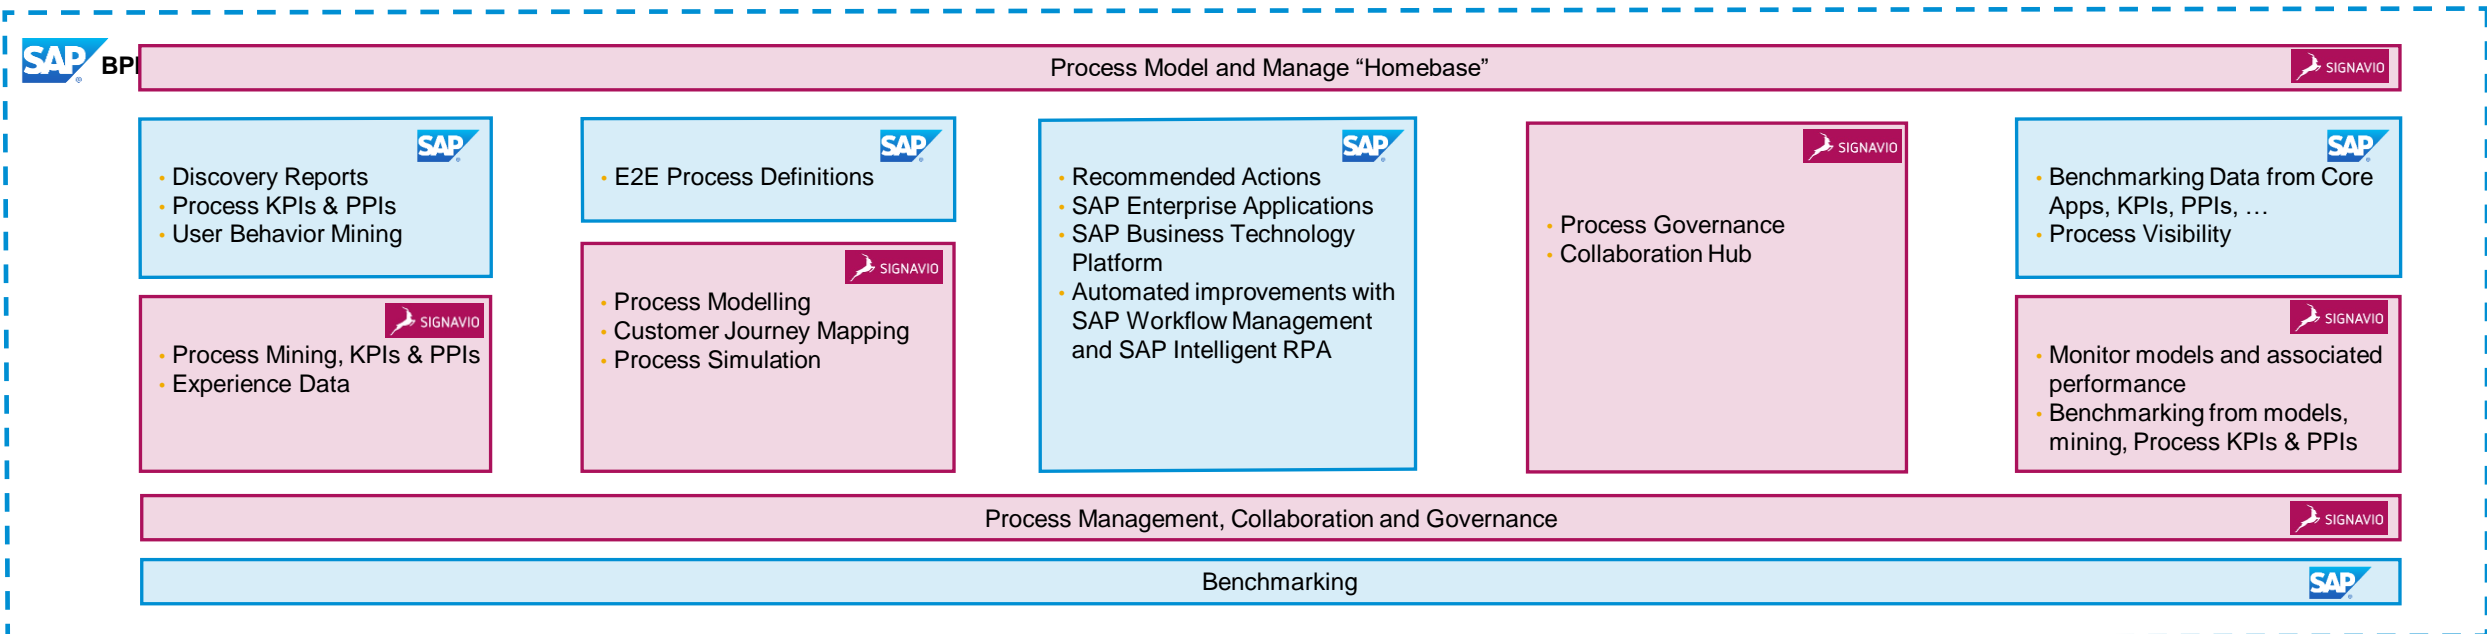 SAP
BPI
Process Model and Manage “Homebase”
SIGNAVIO
SAP
• Discovery Reports
• Process KPIs & PPIs
• User Behavior Mining
SIGNAVIO
• Process Mining, KPIs & PPIs
• Experience Data
SAP
• E2E Process Definitions
SIGNAVIO
• Process Modelling
• Customer Journey Mapping
• Process Simulation
SAP
• Recommended Actions
• SAP Enterprise Applications
• SAP Business Technology
Platform
• Automated improvements with
SAP Workflow Management
and SAP Intelligent RPA
SIGNAVIO
• Process Governance
• Collaboration Hub
SAP
• Benchmarking Data from Core
Apps, KPIs, PPIs, …
• Process Visibility
SIGNAVIO
• Monitor models and associated
performance
• Benchmarking from models,
mining, Process KPIs & PPIs
Process Management, Collaboration and Governance
SIGNAVIO
Benchmarking
SAP